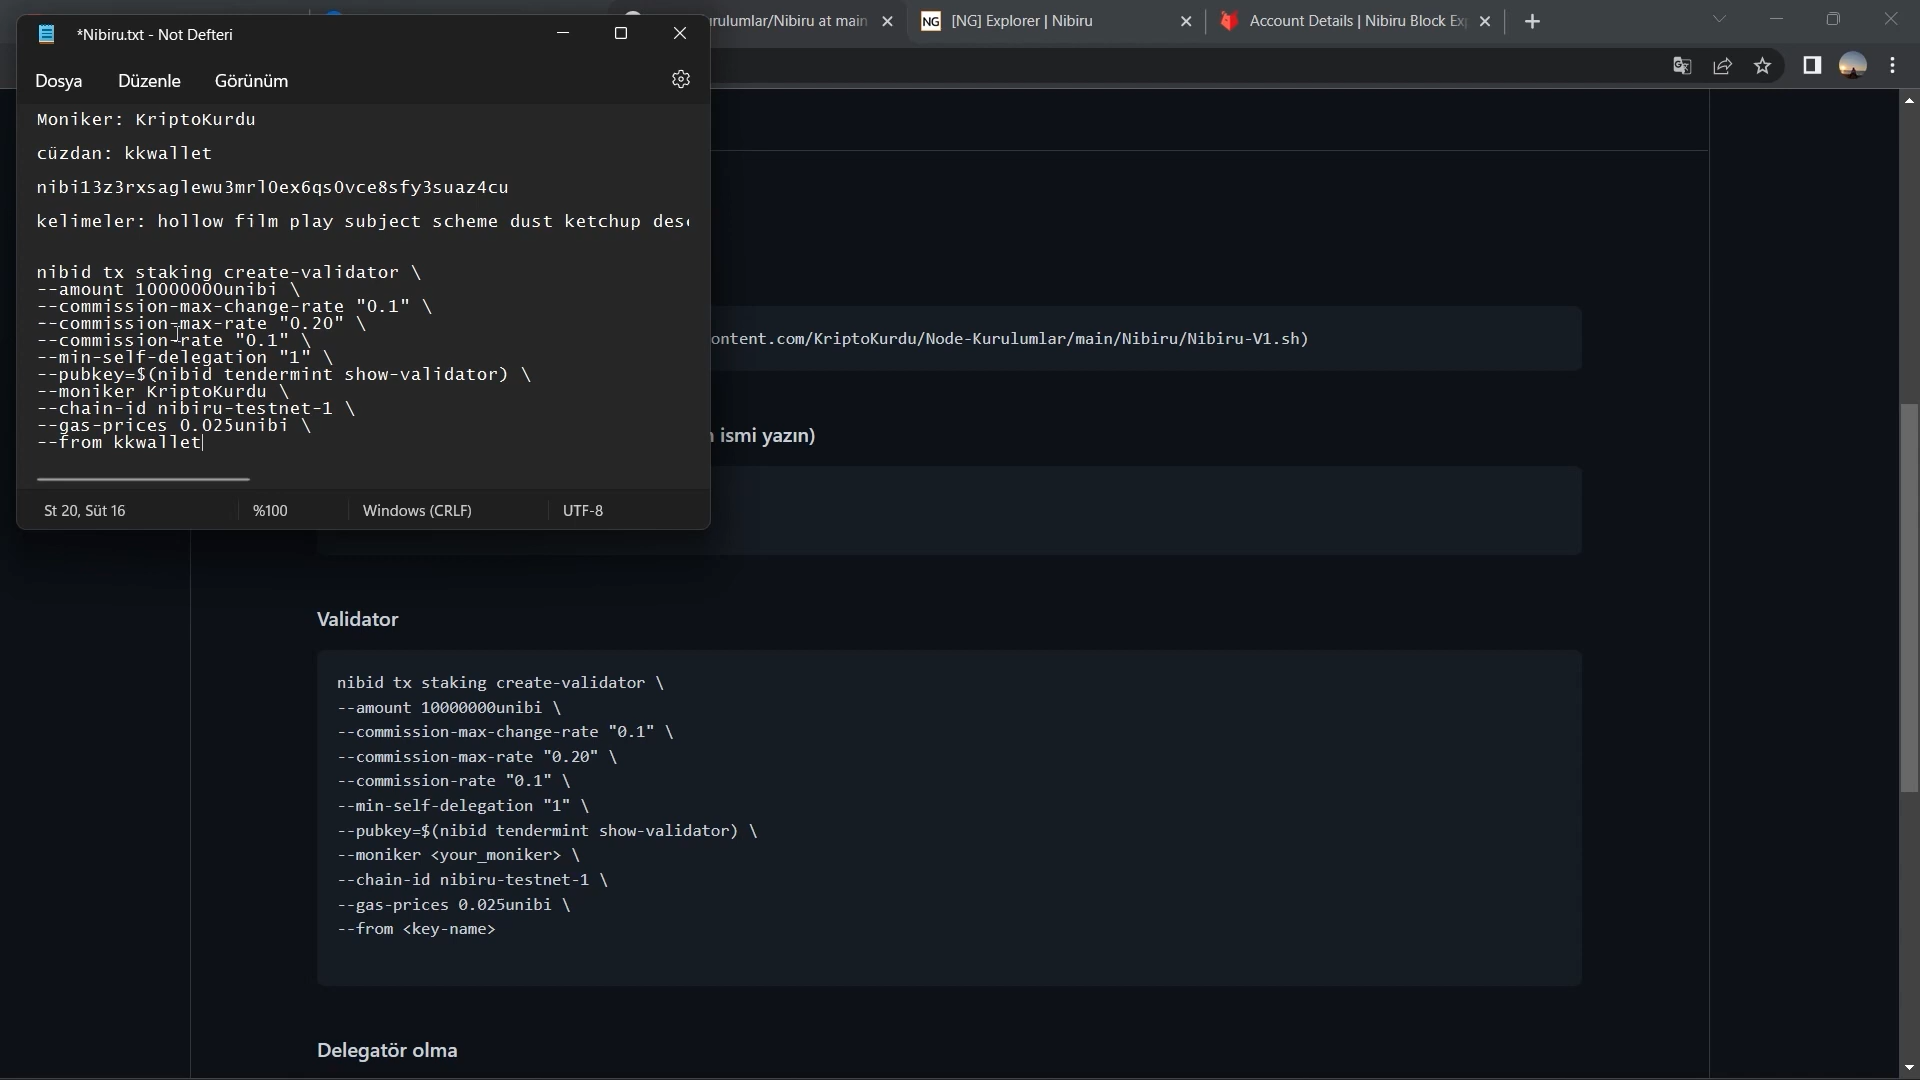 *Nibiru.txt - Not Defteri
Dosya Düzenle Görünüm
Moniker: KriptoKurdu
cüzdan: kkwallet
nibi13z3rxsaglewu3mrl0ex6qs0vce8sfy3suaz4cu
kelimeler: hollow film play subject scheme dust ketchup
nibid tx staking create-validator \
--amount 10000000unibi \
--commission-max-change-rate "0.1" \
--commission-max-rate "0.20" \
--commission-rate "0.1" \
--min-self-delegation "1" \
--pubkey=$(nibid tendermint show-validator) \
--moniker KriptoKurdu \
--chain-id nibiru-testnet-1 \
--gas-prices 0.025unibi \
--from kkwallet
St 20, Süt 16 %100 Windows (CRLF) UTF-8
urulumlar/Nibiru at main
NG [NG] Explorer | Nibiru
Account Details | Nibiru Block Ex
ontent.com/KriptoKurdu/Node-Kurulumlar/main/Nibiru/Nibiru-V1.sh)
ismi yazın)
Validator
nibid tx staking create-validator \
--amount 10000000unibi \
--commission-max-change-rate "0.1" \
--commission-max-rate "0.20" \
--commission-rate "0.1" \
--min-self-delegation "1" \
--pubkey=$(nibid tendermint show-validator) \
--moniker <your_moniker> \
--chain-id nibiru-testnet-1 \
--gas-prices 0.025unibi \
--from <key-name>
Delegatör olma